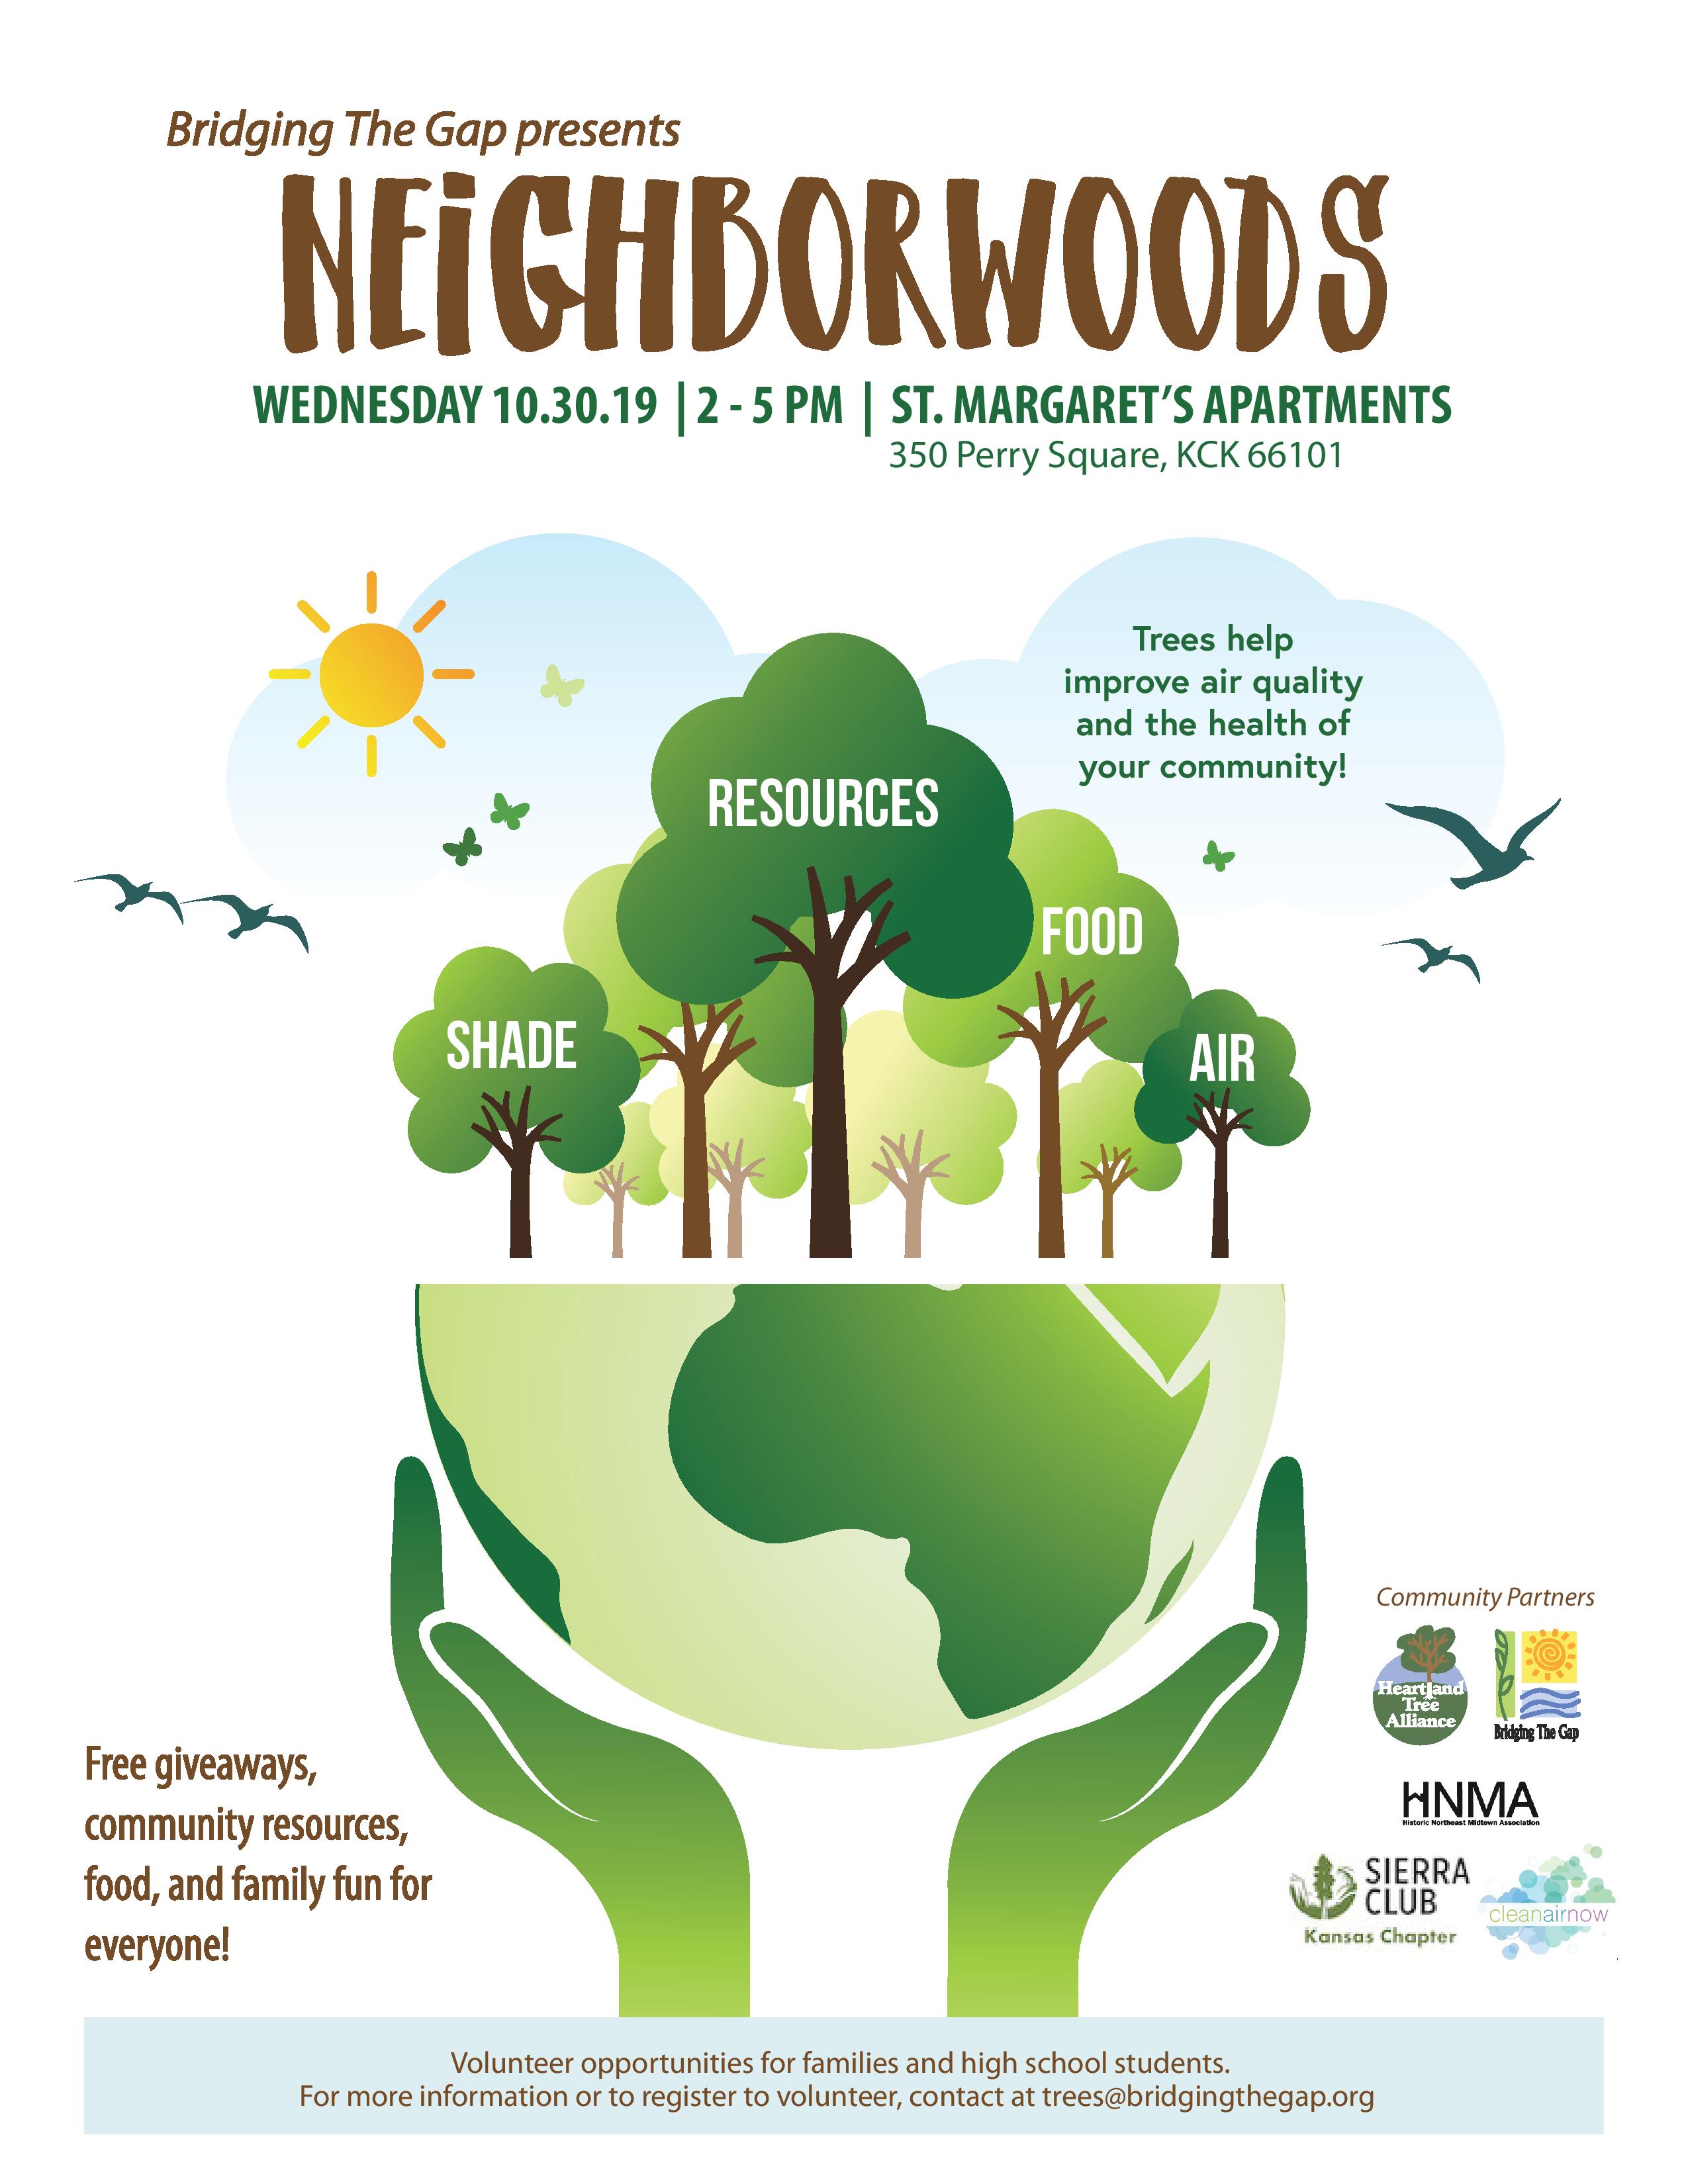 Bridging The Gap presents
NEiGHBORWOODS
WEDNESDAY 10.30.19 | 2 - 5 PM | ST. MARGARET'S APARTMENTS
350 Perry Square, KCK 66101
Trees help
improve air quality
and the health of
your community!
RESOURCES
FOOD
SHADE
AIR
Community Partners
Heartland
Tree
Alliance
Bridging The Gap
HNMA
Historic Northeast Midtown Association
SIERRA
CLUB
Kansas Chapter
cleanairnow
Free giveaways,
community resources,
food, and family fun for
everyone!
Volunteer opportunities for families and high school students.
For more information or to register to volunteer, contact at trees@bridgingthegap.org